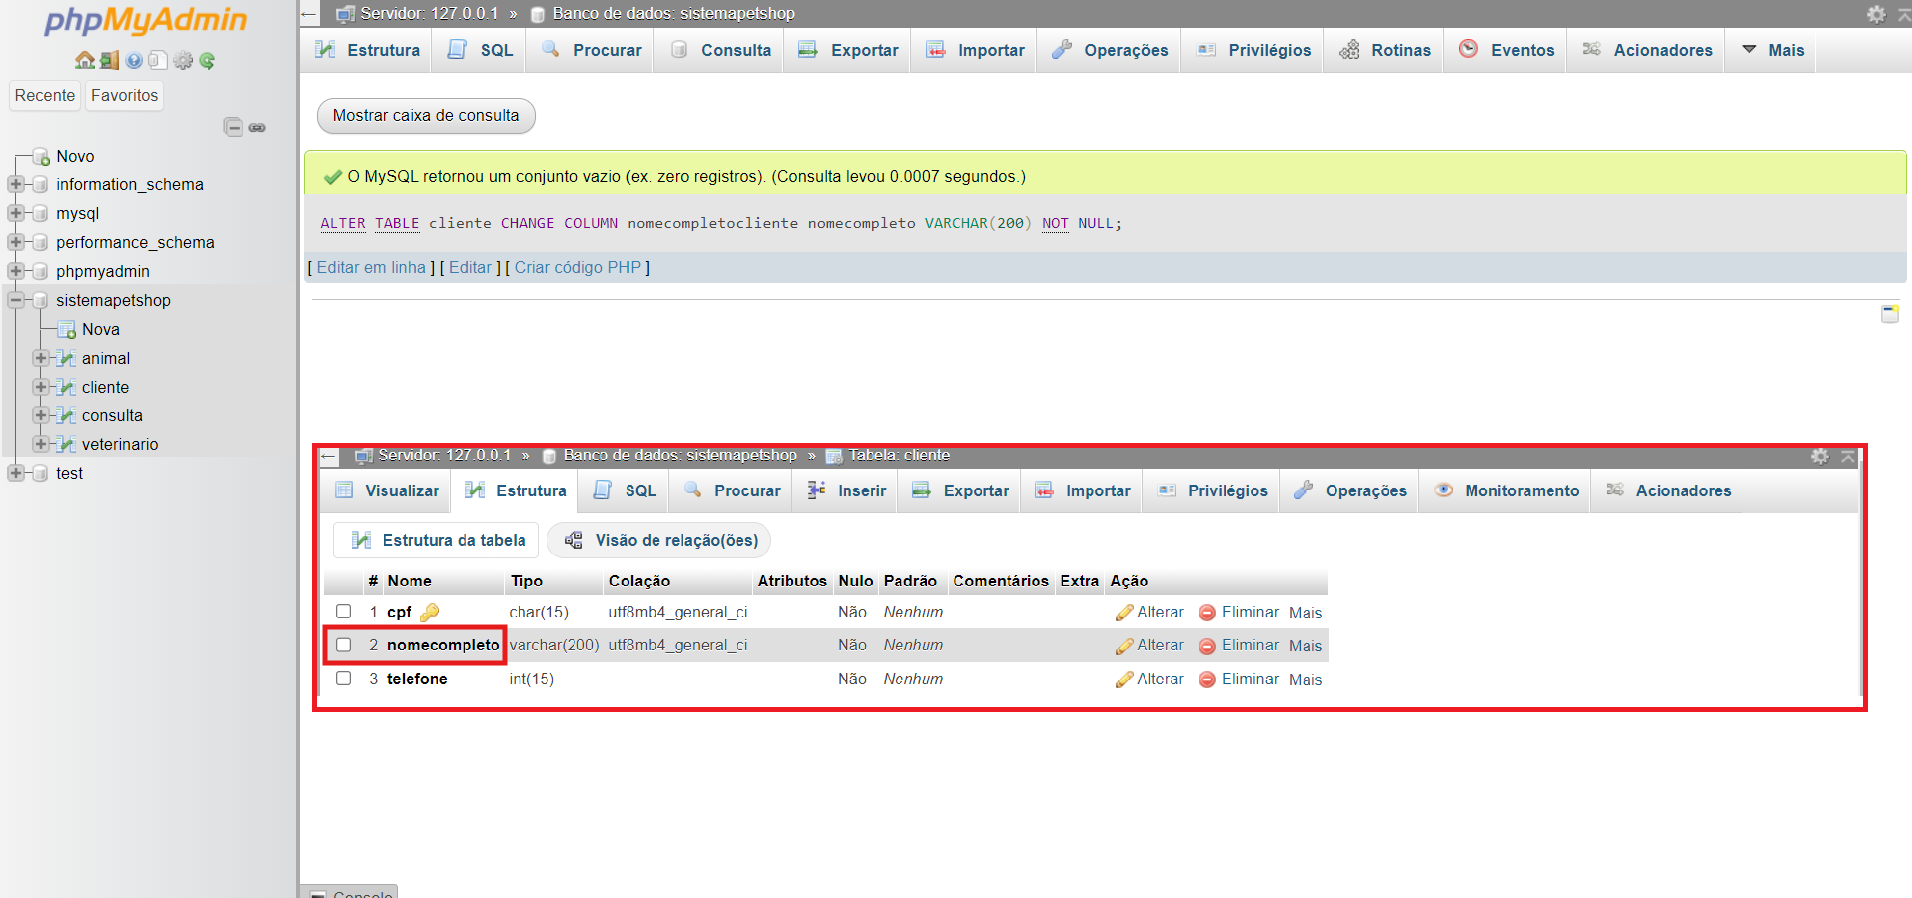 phpMyAdmin
Recente Favoritos
Novo
information_schema
mysql
performance_schema
phpmyadmin
sistemapetshop
Nova
animal
cliente
consulta
veterinario
test
← Servidor: 127.0.0.1 » Banco de dados: sistemapetshop
Estrutura SQL Procurar Consulta Exportar Importar Operações Privilégios Rotinas Eventos Acionadores Mais
Mostrar caixa de consulta
O MySQL retornou um conjunto vazio (ex. zero registros). (Consulta levou 0.0007 segundos.)
ALTER TABLE cliente CHANGE COLUMN nomecompletocliente nomecompleto VARCHAR(200) NOT NULL;
[ Editar em linha ] [ Editar ] [ Criar código PHP ]
← Servidor: 127.0.0.1 » Banco de dados: sistemapetshop » Tabela: cliente
Visualizar Estrutura SQL Procurar Inserir Exportar Importar Privilégios Operações Monitoramento Acionadores
Estrutura da tabela Visão de relação(ões)
# Nome Tipo Colação Atributos Nulo Padrão Comentários Extra Ação
1 cpf char(15) utf8mb4_general_ci Não Nenhum Alterar Eliminar Mais
2 nomecompleto varchar(200) utf8mb4_general_ci Não Nenhum Alterar Eliminar Mais
3 telefone int(15) Não Nenhum Alterar Eliminar Mais
Console